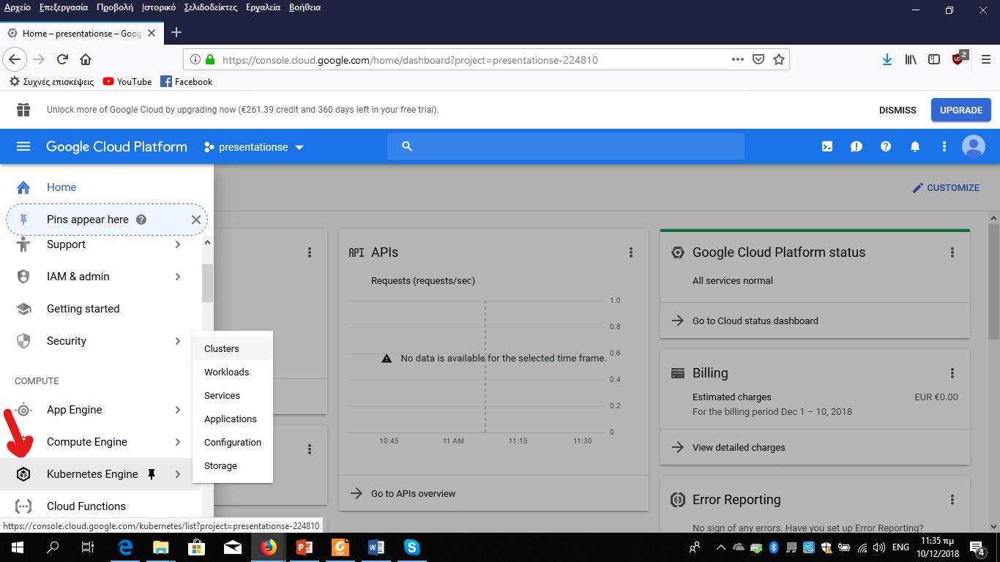 Αρχείο Επεξεργασία Προβολή Ιστορικό Σελιδοδείκτες Εργαλεία Βοήθεια
Home – presentationse – Goog
https://console.cloud.google.com/home/dashboard?project=presentationse-224810
2
Συχνές επισκέψεις YouTube Facebook
Unlock more of Google Cloud by upgrading now (€261.39 credit and 360 days left in your free trial).
DISMISS
UPGRADE
Google Cloud Platform
presentationse
Home
Pins appear here
Support
IAM & admin
Getting started
Security
COMPUTE
App Engine
Compute Engine
Kubernetes Engine
Cloud Functions
Clusters
Workloads
Services
Applications
Configuration
Storage
CUSTOMIZE
API APIs
Requests (requests/sec)
1.0
0.8
0.6
0.4
0.2
0
No data is available for the selected time frame.
10:45 11 AM 11:15 11:30
Go to APIs overview
Google Cloud Platform status
All services normal
Go to Cloud status dashboard
Billing
Estimated charges EUR €0.00
For the billing period Dec 1 – 10, 2018
View detailed charges
Error Reporting
No sign of any errors. Have you set up Error Reporting?
https://console.cloud.google.com/kubernetes/list?project=presentationse-224810
ENG
11:35 πμ
10/12/2018
4